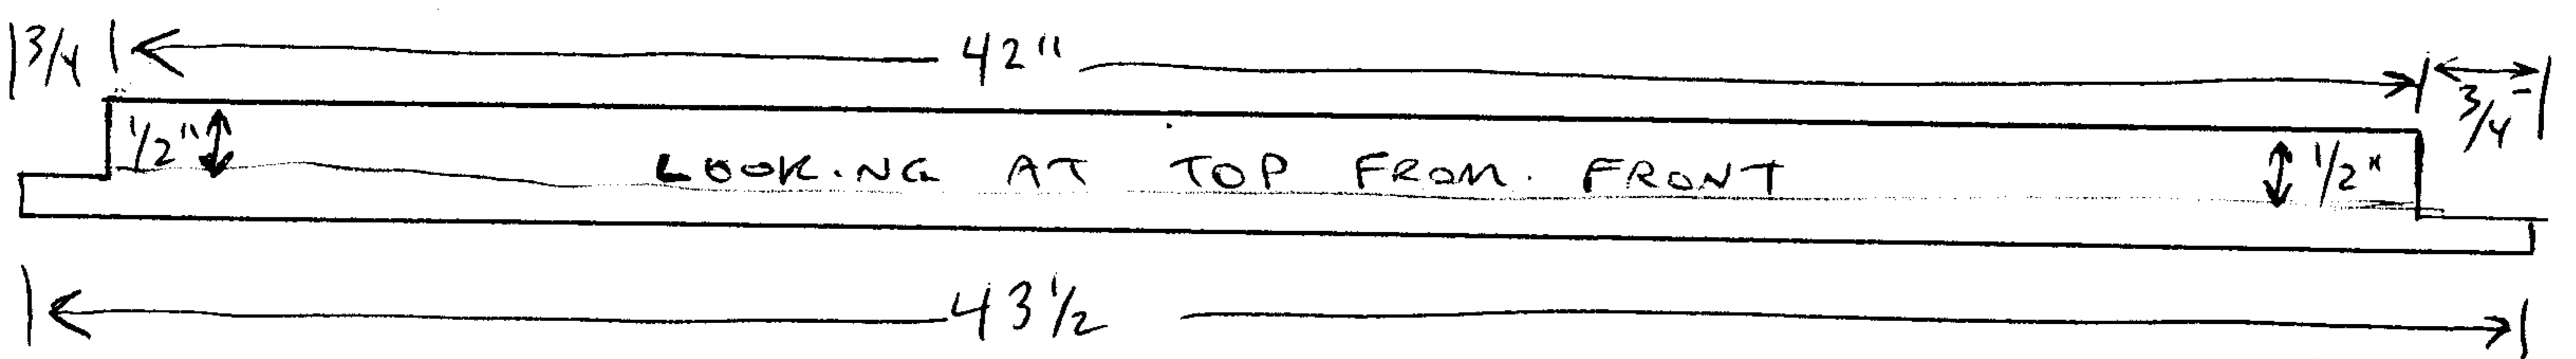 3/4 42" 3/4
1/2" LOOKING AT TOP FROM FRONT 1/2"
43 1/2